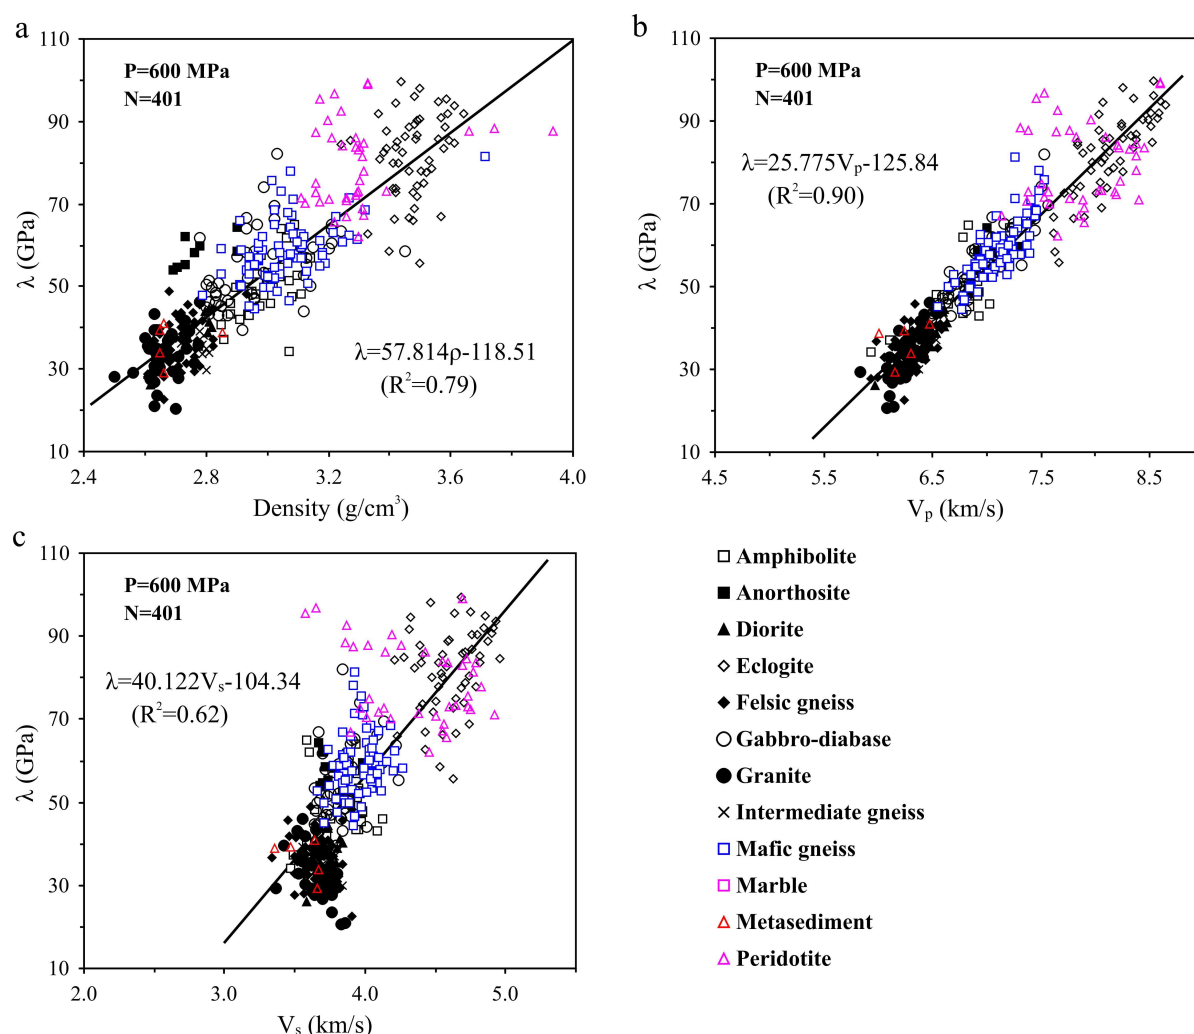 a
110
90
70
50
30
10
λ (GPa)
P=600 MPa
N=401
λ=57.814ρ-118.51
(R²=0.79)
2.4
2.8
3.2
3.6
4.0
Density (g/cm³)
b
110
90
70
50
30
10
λ (GPa)
P=600 MPa
N=401
λ=25.775Vₚ-125.84
(R²=0.90)
4.5
5.5
6.5
7.5
8.5
Vₚ (km/s)
c
110
90
70
50
30
10
λ (GPa)
P=600 MPa
N=401
λ=40.122Vₛ-104.34
(R²=0.62)
2.0
3.0
4.0
5.0
Vₛ (km/s)
Amphibolite
Anorthosite
Diorite
Eclogite
Felsic gneiss
Gabbro-diabase
Granite
Intermediate gneiss
Mafic gneiss
Marble
Metasediment
Peridotite